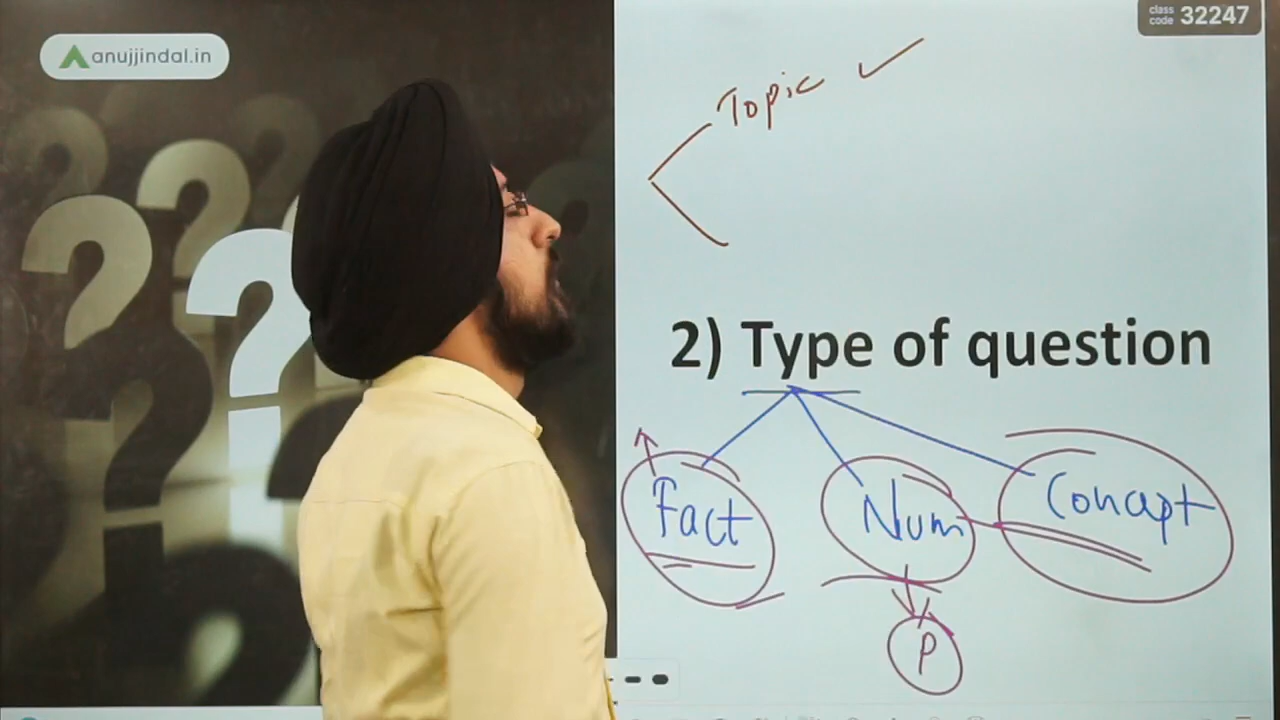 anujjindal.in
class code 32247
Topic ✓
2) Type of question
Fact
Num
Concept
P